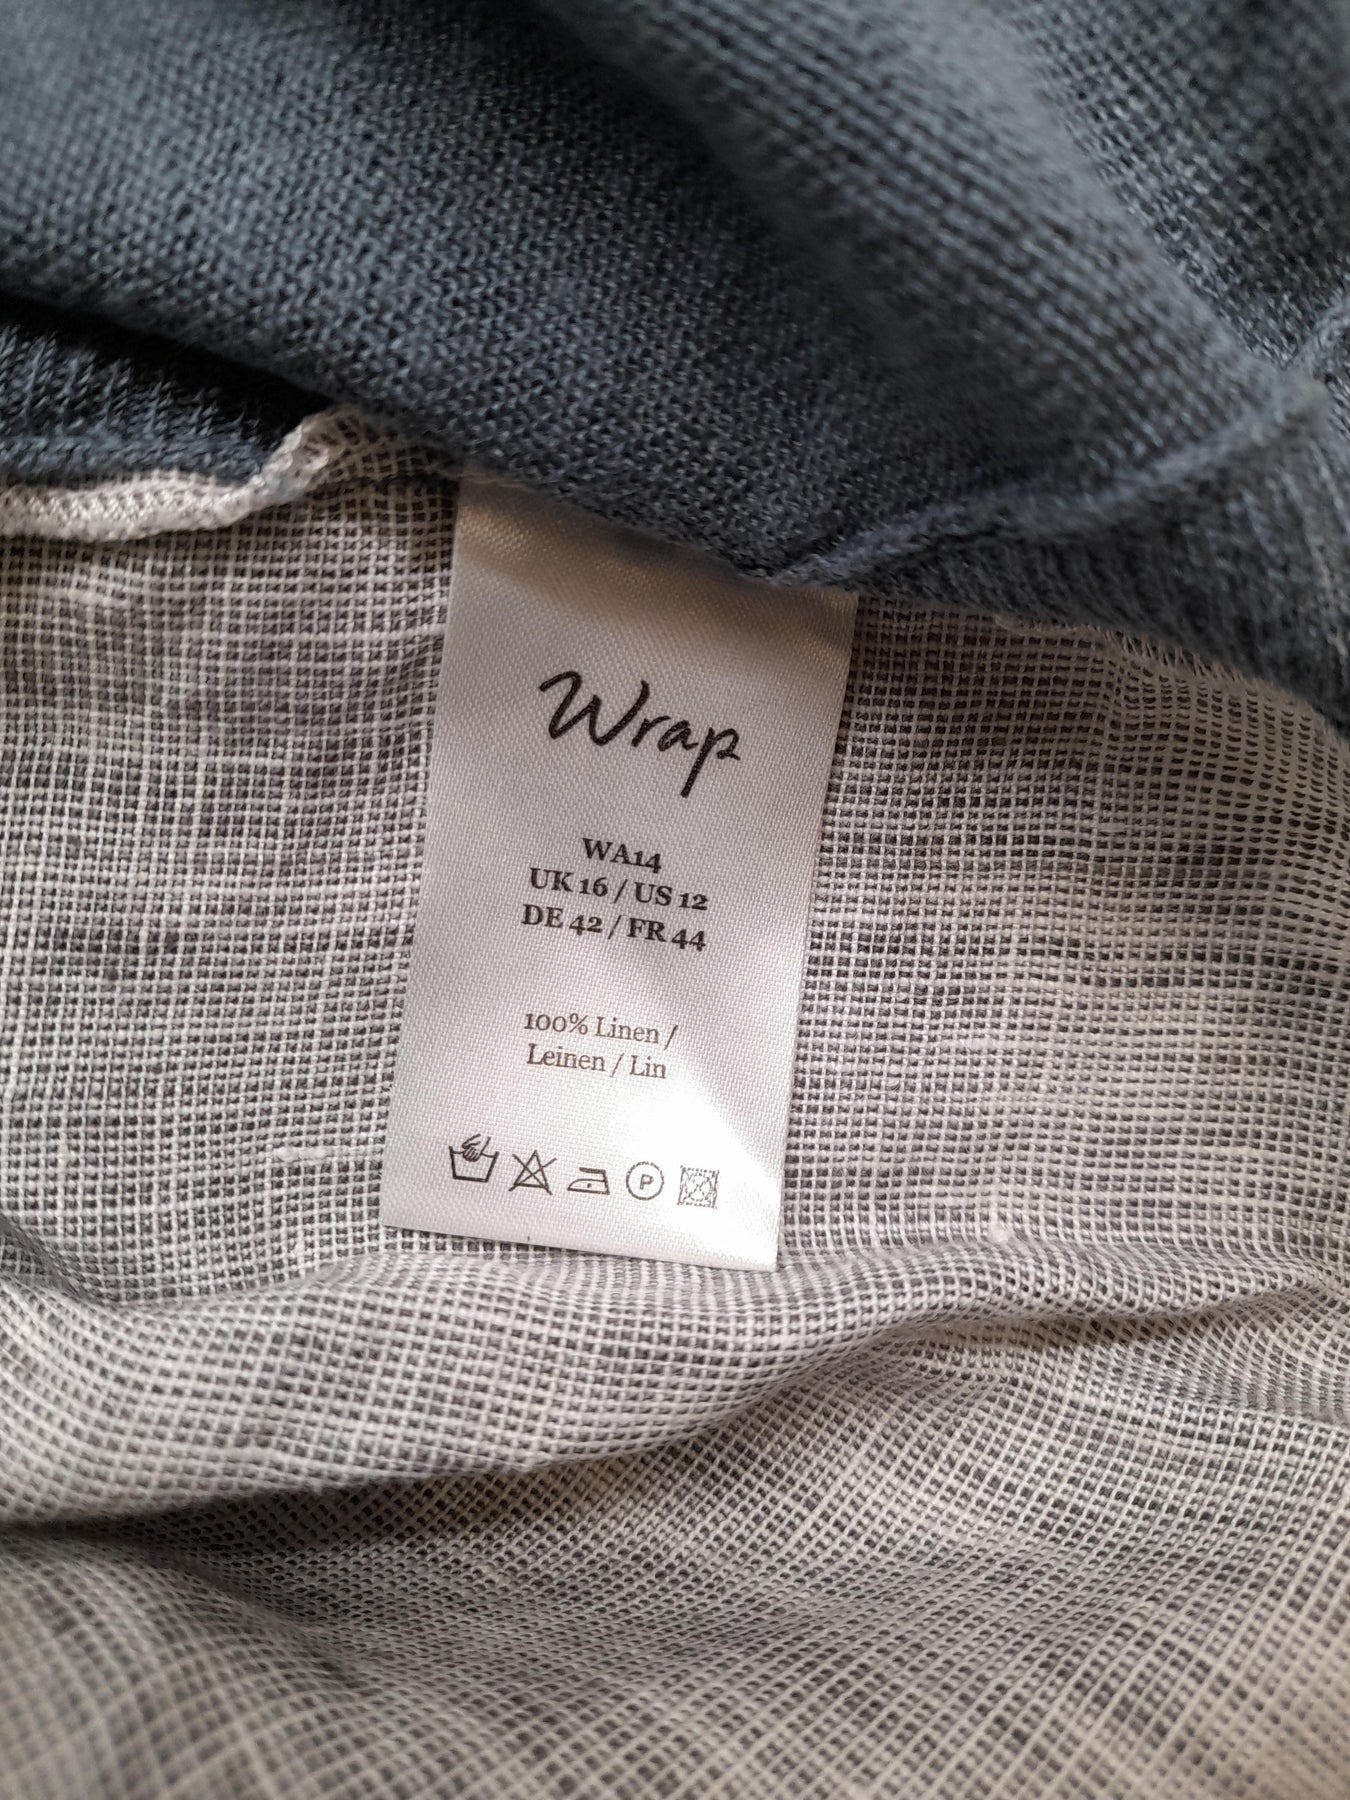 Wrap
WA14
UK 16 / US 12
DE 42 / FR 44
100% Linen /
Leinen / Lin
P